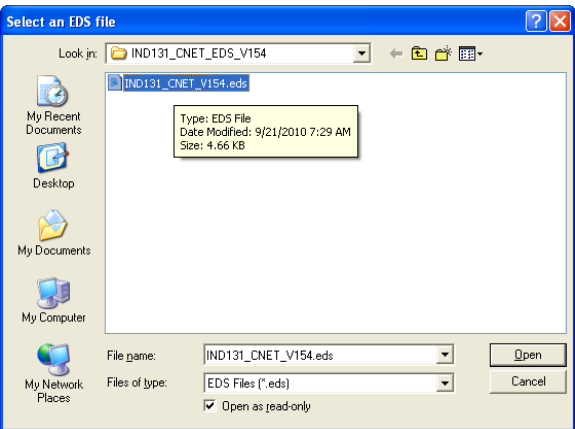 Select an EDS file
Look in:
IND131_CNET_EDS_V154
IND131_CNET_V154.eds
Type: EDS File
Date Modified: 9/21/2010 7:29 AM
Size: 4.66 KB
My Recent
Documents
Desktop
My Documents
My Computer
My Network
Places
File name:
IND131_CNET_V154.eds
Open
Files of type:
EDS Files (*.eds)
Cancel
Open as read-only